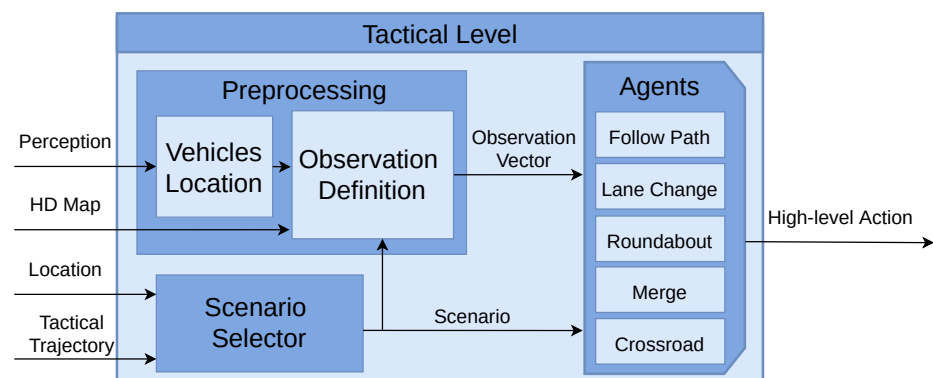 Tactical Level
Preprocessing
Agents
Perception
Vehicles
Location
Observation
Definition
Observation
Vector
Follow Path
Lane Change
HD Map
Roundabout
High-level Action
Location
Scenario
Selector
Merge
Tactical
Trajectory
Scenario
Crossroad